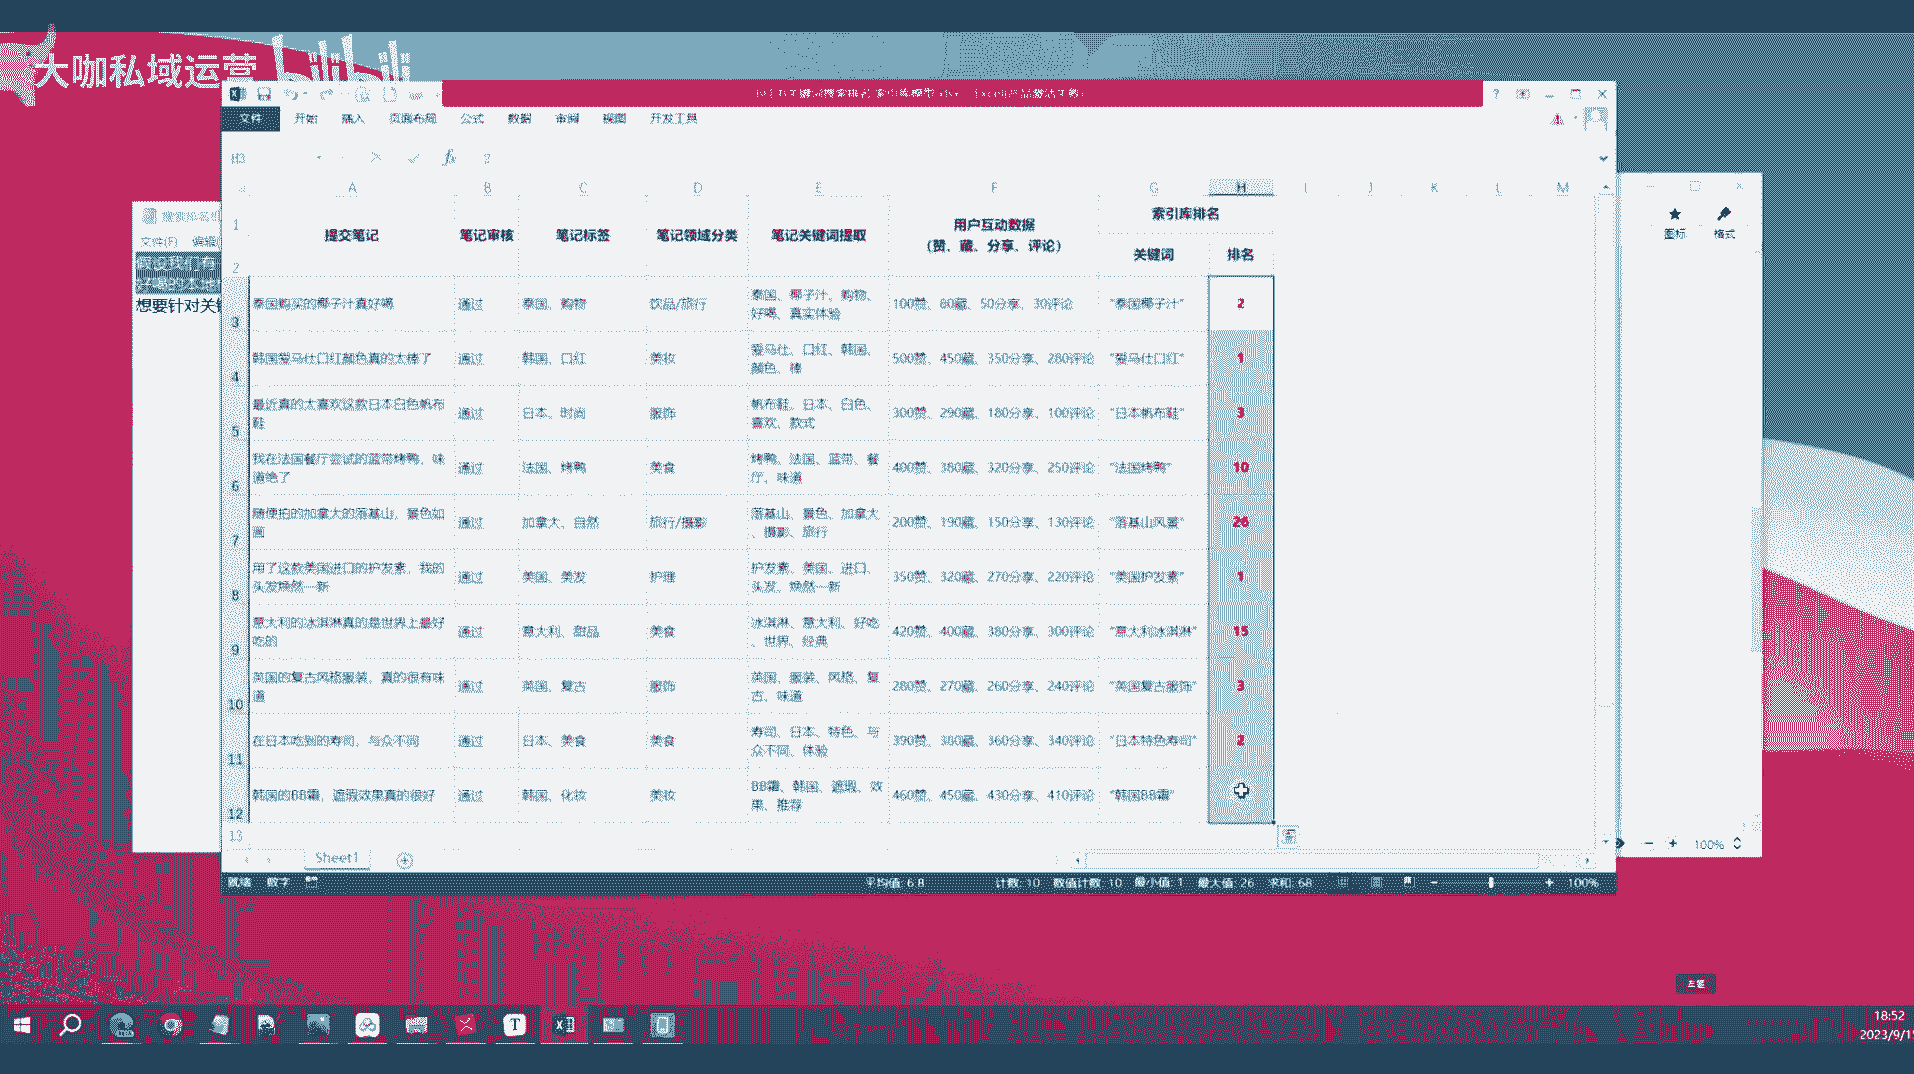 大咖私域运营 bilibili
文件 开始 插入 页面布局 公式 数据 审阅 视图 开发工具
H3 fx 2
A B C D E F G H I J K L M
提交笔记 笔记审核 笔记标签 笔记领域分类 笔记关键词提取 用户互动数据
(赞、藏、分享、评论) 索引库排名
关键词 排名
3 泰国购买的椰子汁真好喝 通过 泰国、购物 饮品/旅行 泰国、椰子汁、购物、
好喝、真实体验 100赞、80藏、50分享、30评论 "泰国椰子汁" 2
4 韩国爱马仕口红颜色真的太棒了 通过 韩国、口红 美妆 爱马仕、口红、韩国、
颜色、棒 500赞、450藏、350分享、280评论 "爱马仕口红" 1
5 最近真的太喜欢这款日本白色帆布
鞋 通过 日本、时尚 服饰 帆布鞋、日本、白色、
喜欢、款式 300赞、290藏、180分享、100评论 "日本帆布鞋" 3
6 我在法国餐厅尝试的蓝带烤鸭，味
道绝了 通过 法国、烤鸭 美食 烤鸭、法国、蓝带、餐
厅、味道 400赞、380藏、320分享、250评论 "法国烤鸭" 10
7 随便拍的加拿大的落基山，景色如
画 通过 加拿大、自然 旅行/摄影 落基山、景色、加拿大
、摄影、旅行 200赞、190藏、150分享、130评论 "落基山风景" 26
8 用了这款美国进口的护发素，我的
头发焕然一新 通过 美国、美发 护理 护发素、美国、进口、
头发、焕然一新 350赞、320藏、270分享、220评论 "美国护发素" 1
9 意大利的冰淇淋真的是世界上最好
吃的 通过 意大利、甜品 美食 冰淇淋、意大利、好吃
、世界、经典 420赞、400藏、380分享、300评论 "意大利冰淇淋" 15
10 英国的复古风格服装，真的很有味
道 通过 英国、复古 服饰 英国、服装、风格、复
古、味道 280赞、270藏、260分享、240评论 "英国复古服饰" 3
11 在日本吃到的寿司，与众不同 通过 日本、美食 美食 寿司、日本、特色、与
众不同、体验 390赞、380藏、360分享、340评论 "日本特色寿司" 2
12 韩国的BB霜，遮瑕效果真的很好 通过 韩国、化妆 美妆 BB霜、韩国、遮瑕、效
果、推荐 460赞、450藏、430分享、410评论 "韩国BB霜"
13
Sheet1
就绪 数字 平均值: 6.8 计数: 10 数值计数: 10 最小值: 1 最大值: 26 求和: 68 100%
文件(F) 编辑
假设我们有
想要针对关键
图标 格式
100%
左键
18:52
2023/9/1